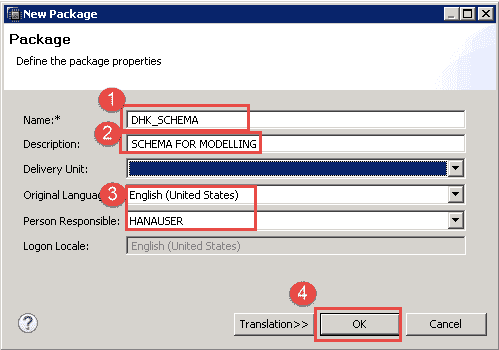 New Package
Package
Define the package properties
1
Name:* DHK_SCHEMA
2
Description: SCHEMA FOR MODELLING
Delivery Unit:
3
Original Languag English (United States)
Person Responsible: HANAUSER
Logon Locale: English (United States)
4
? Translation>> OK Cancel